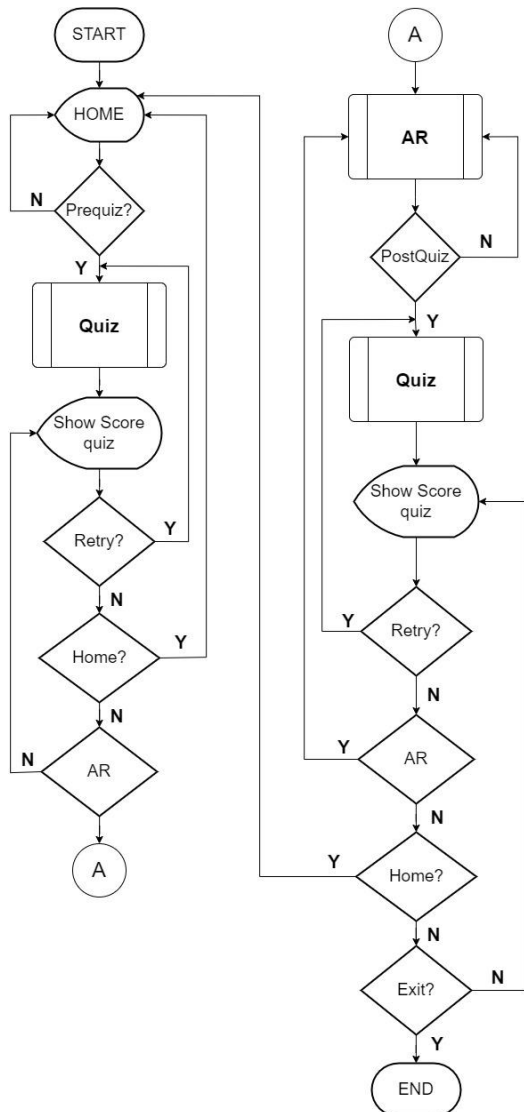 START
HOME
N
Prequiz?
Y
Quiz
Show Score
quiz
Retry?
Y
N
Home?
Y
N
N
AR
A
A
AR
PostQuiz
N
Y
Quiz
Show Score
quiz
Y
Retry?
N
Y
AR
N
Y
Home?
N
Exit?
N
Y
END